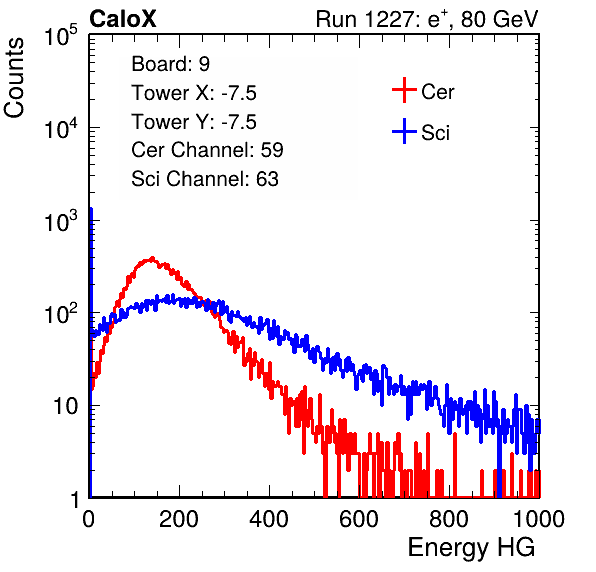 CaloX Run 1227: e⁺, 80 GeV
Counts
Board: 9
Tower X: -7.5
Tower Y: -7.5
Cer Channel: 59
Sci Channel: 63
Cer
Sci
10⁵
10⁴
10³
10²
10
1
0 200 400 600 800 1000
Energy HG